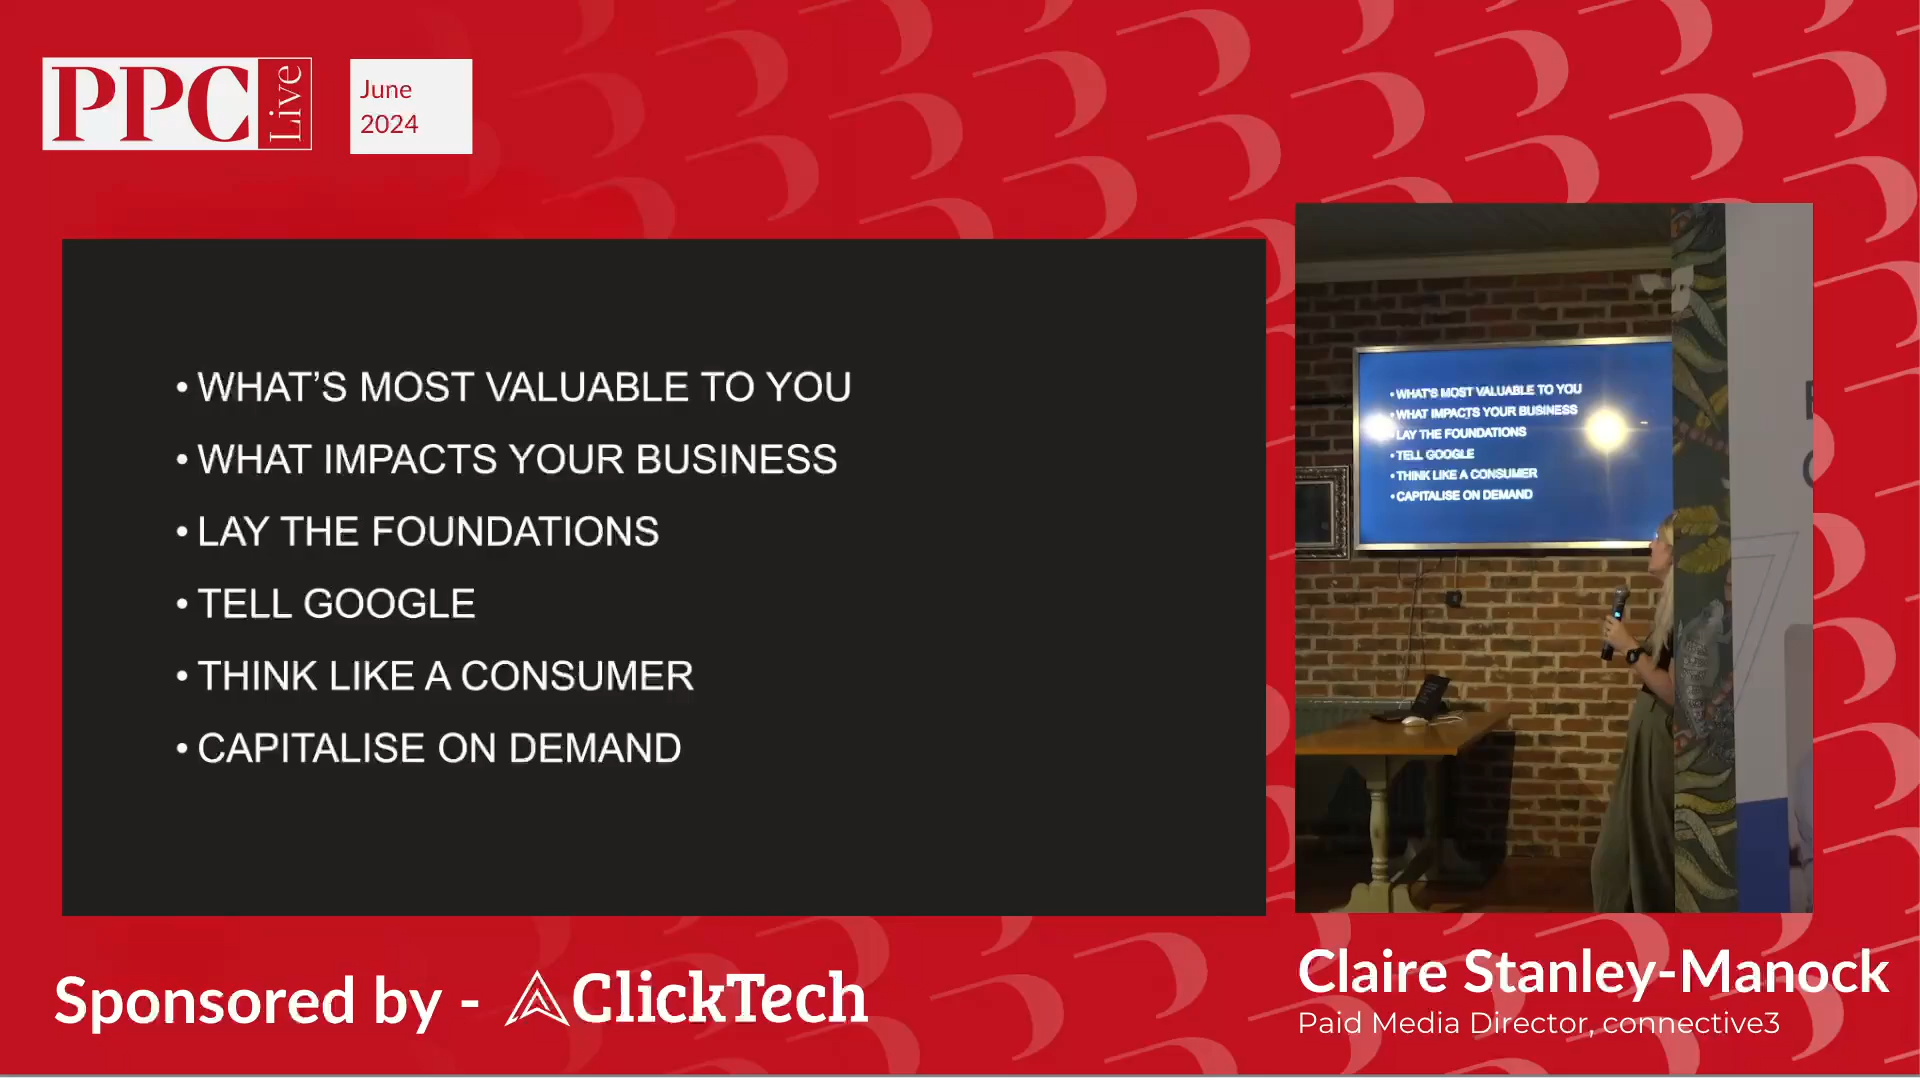 PPC Live
June
2024
• WHAT’S MOST VALUABLE TO YOU
• WHAT IMPACTS YOUR BUSINESS
• LAY THE FOUNDATIONS
• TELL GOOGLE
• THINK LIKE A CONSUMER
• CAPITALISE ON DEMAND
• WHAT'S MOST VALUABLE TO YOU
• WHAT IMPACTS YOUR BUSINESS
LAY THE FOUNDATIONS
• TELL GOOGLE
• THINK LIKE A CONSUMER
• CAPITALISE ON DEMAND
Sponsored by - ClickTech
Claire Stanley-Manock
Paid Media Director, connective3